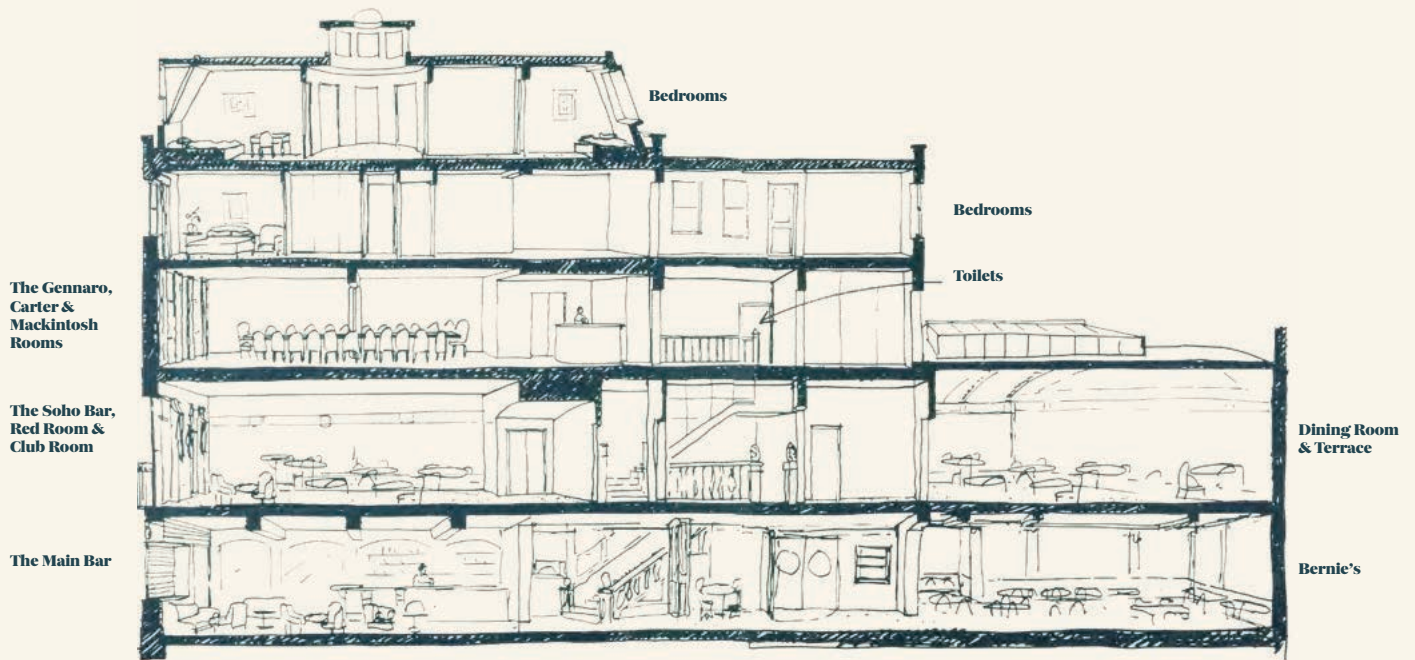 Bedrooms
Bedrooms
Toilets
The Gennaro,
Carter &
Mackintosh
Rooms
The Soho Bar,
Red Room &
Club Room
Dining Room
& Terrace
The Main Bar
Bernie's